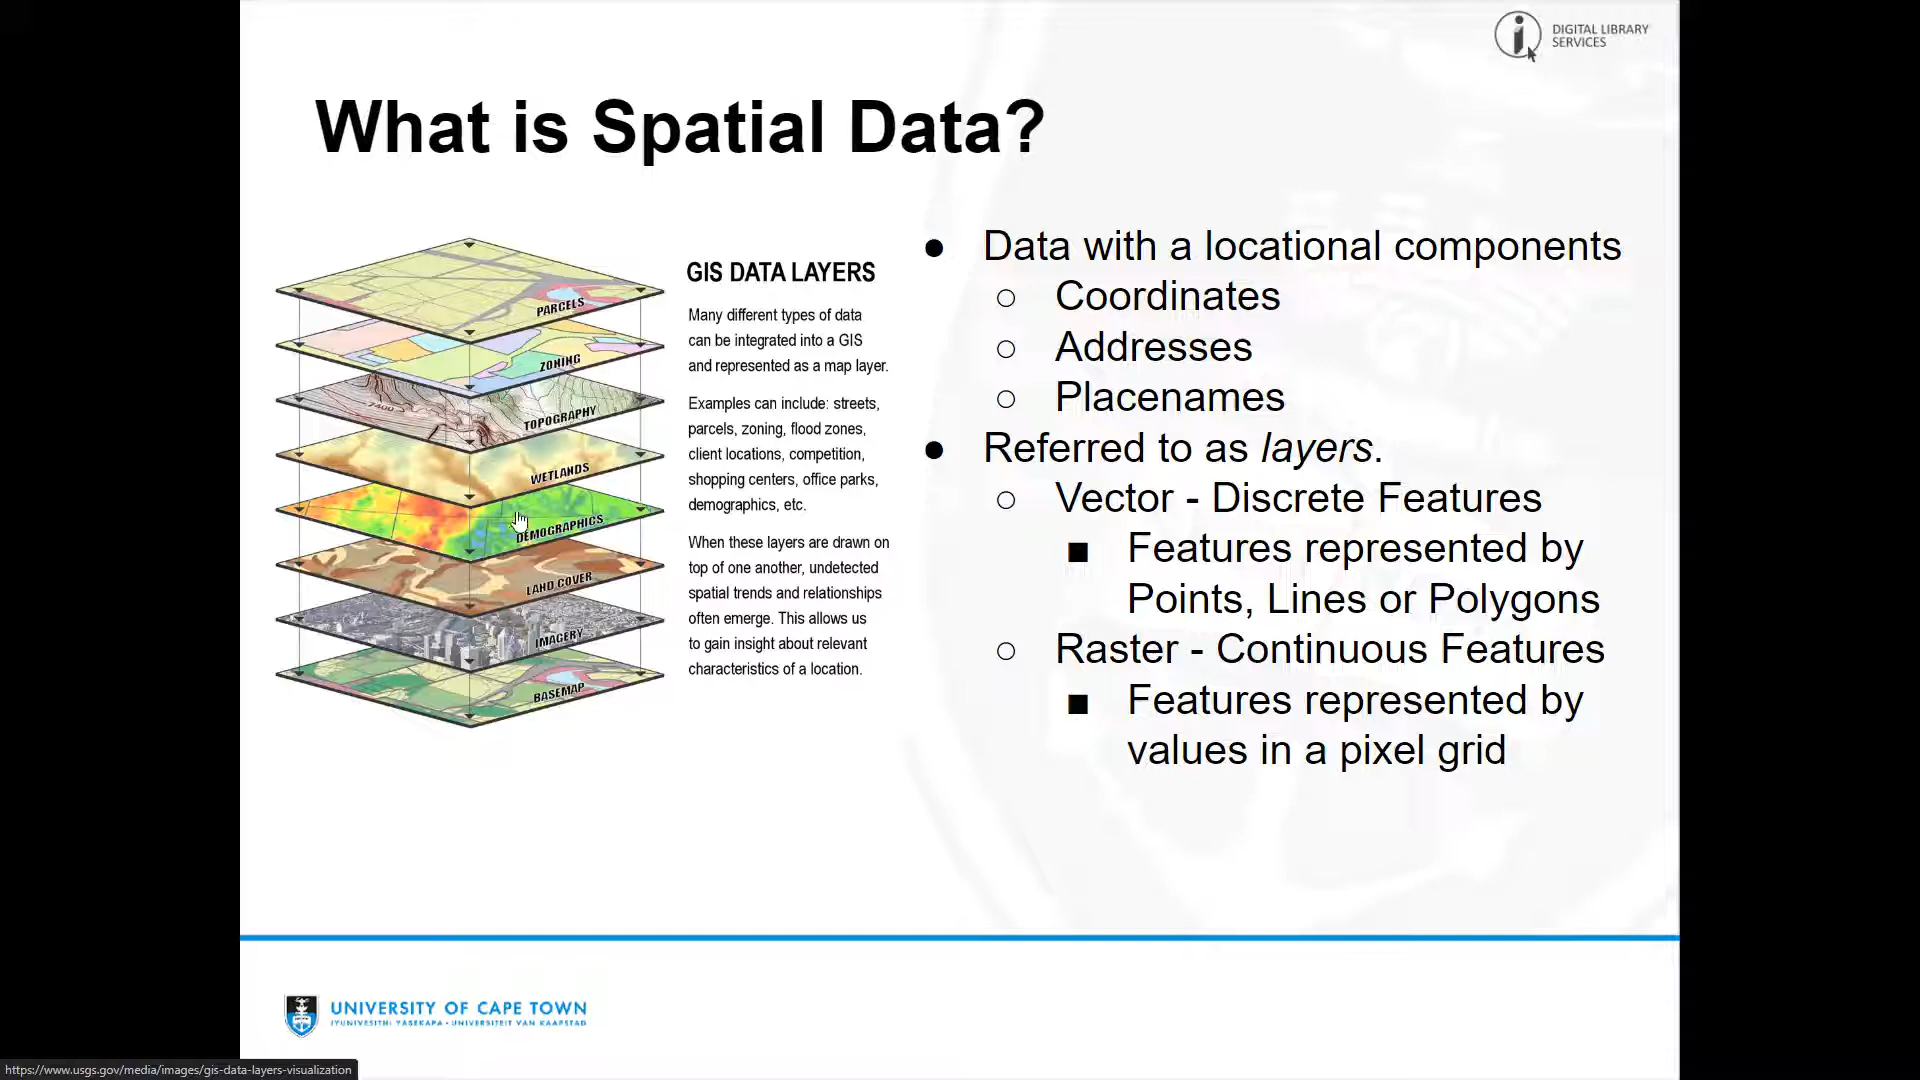 DIGITAL LIBRARY
SERVICES
What is Spatial Data?
PARCELS
ZONING
7400
TOPOGRAPHY
WETLANDS
DEMOGRAPHICS
LAND COVER
IMAGERY
BASEMAP
GIS DATA LAYERS
Many different types of data
can be integrated into a GIS
and represented as a map layer.
Examples can include: streets,
parcels, zoning, flood zones,
client locations, competition,
shopping centers, office parks,
demographics, etc.
When these layers are drawn on
top of one another, undetected
spatial trends and relationships
often emerge. This allows us
to gain insight about relevant
characteristics of a location.
● Data with a locational components
○ Coordinates
○ Addresses
○ Placenames
● Referred to as layers.
○ Vector - Discrete Features
■ Features represented by
Points, Lines or Polygons
○ Raster - Continuous Features
■ Features represented by
values in a pixel grid
UNIVERSITY OF CAPE TOWN
IYUNIVESITHI YASEKAPA • UNIVERSITEIT VAN KAAPSTAD
https://www.usgs.gov/media/images/gis-data-layers-visualization